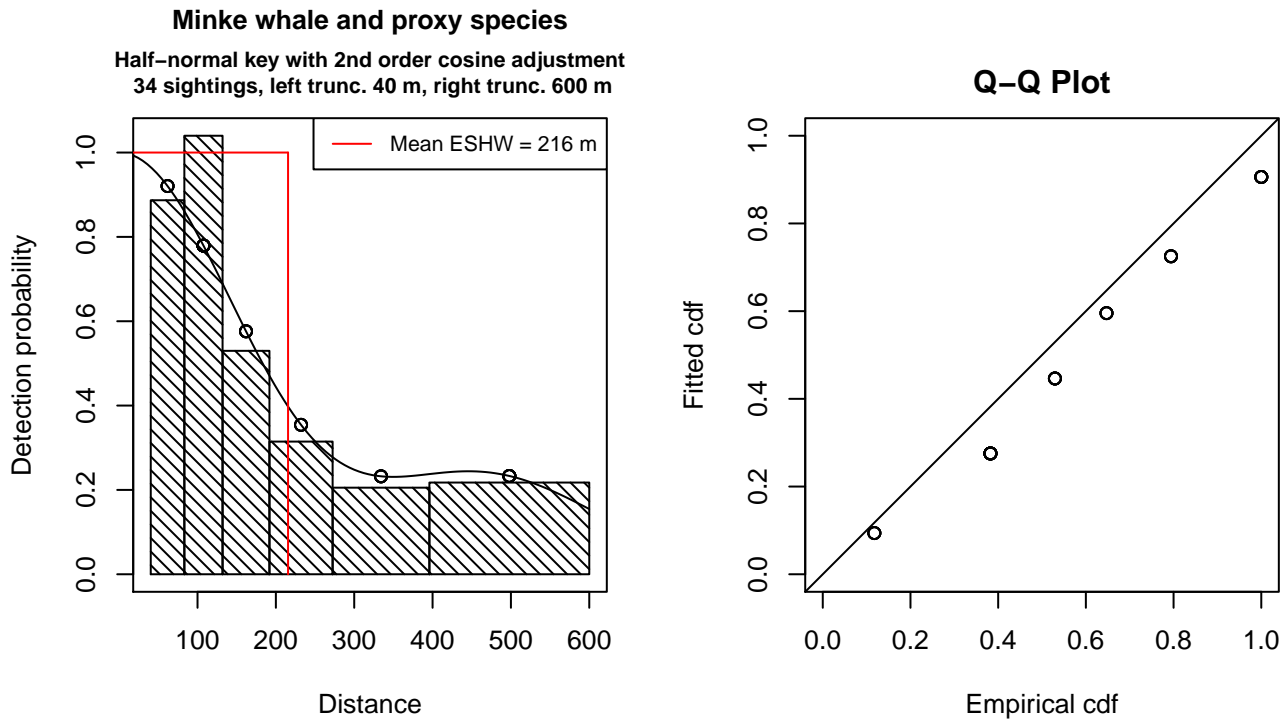 Minke whale and proxy species
Half−normal key with 2nd order cosine adjustment
34 sightings, left trunc. 40 m, right trunc. 600 m
Mean ESHW = 216 m
Detection probability
0.0
0.2
0.4
0.6
0.8
1.0
100
200
300
400
500
600
Distance
Q−Q Plot
Fitted cdf
0.0
0.2
0.4
0.6
0.8
1.0
0.0
0.2
0.4
0.6
0.8
1.0
Empirical cdf